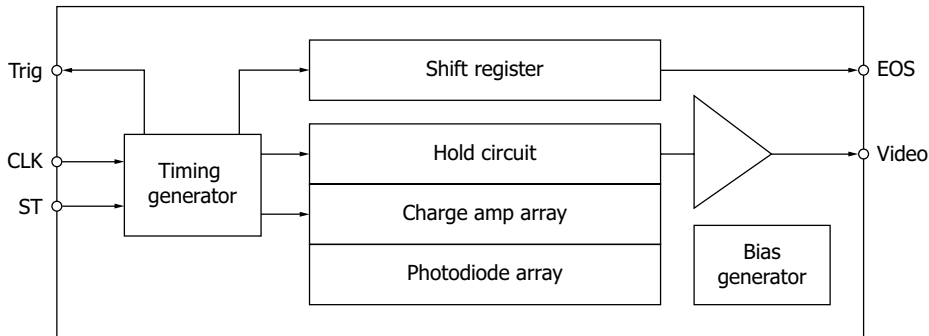 Trig
CLK
ST
Timing
generator
Shift register
Hold circuit
Charge amp array
Photodiode array
Bias
generator
EOS
Video